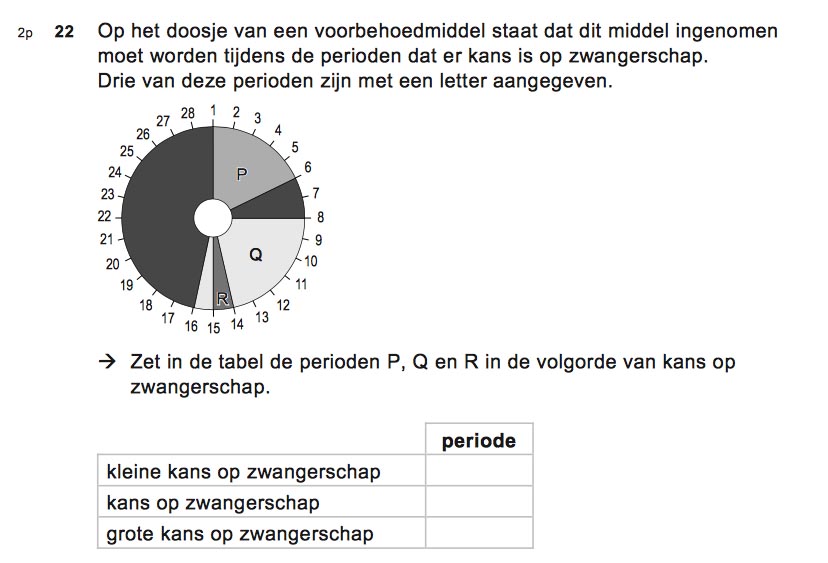 2p 22 Op het doosje van een voorbehoedmiddel staat dat dit middel ingenomen
moet worden tijdens de perioden dat er kans is op zwangerschap.
Drie van deze perioden zijn met een letter aangegeven.
1
2
3
4
5
6
7
8
9
10
11
12
13
14
15
16
17
18
19
20
21
22
23
24
25
26
27
28
P
Q
R
→ Zet in de tabel de perioden P, Q en R in de volgorde van kans op
zwangerschap.
periode
kleine kans op zwangerschap
kans op zwangerschap
grote kans op zwangerschap